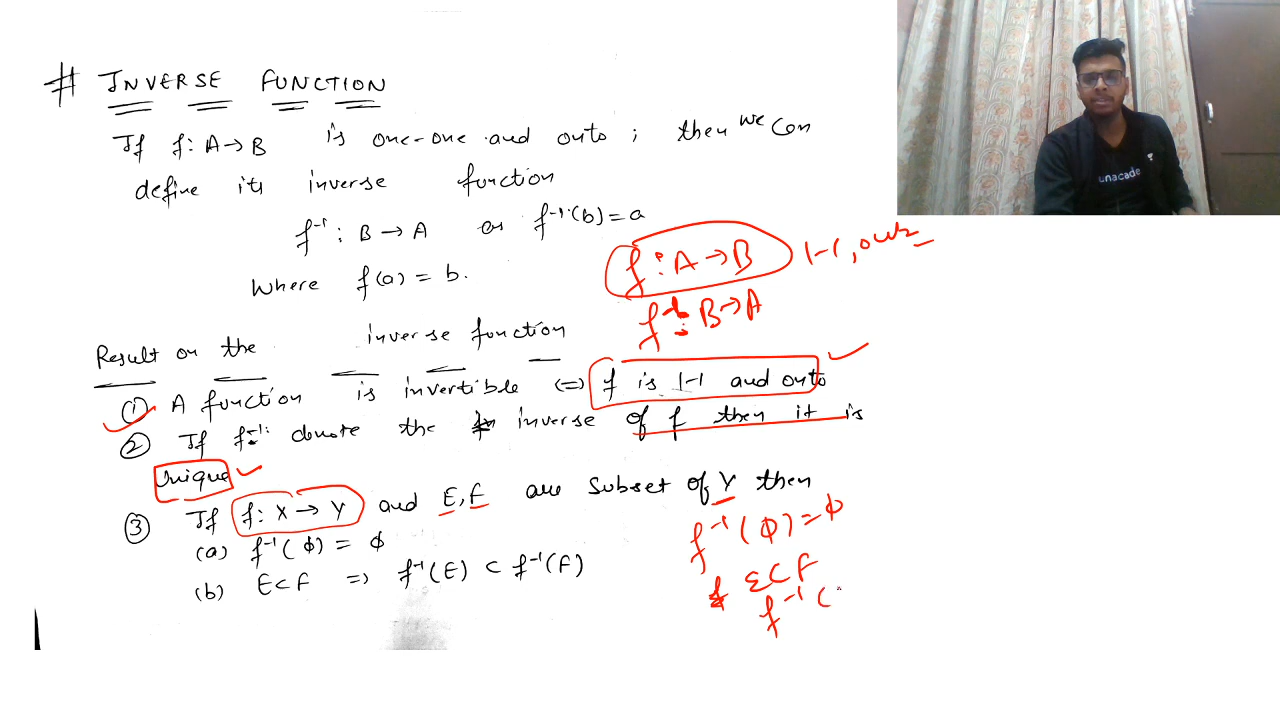 # INVERSE FUNCTION
If f: A→B is one-one and onto ; then we can
define its inverse function
f⁻¹ : B → A as f⁻¹(b) = a
where f(a) = b.
f : A → B 1-1, onto
f⁻¹ : B → A
Result on the inverse function
① A function is invertible ⇔ f is 1-1 and onto
② If f⁻¹ denote the inverse of f then it is
unique
③ If f: X → Y and E, F are subset of Y then
(a) f⁻¹(ϕ) = ϕ
(b) E⊂F ⇒ f⁻¹(E) ⊂ f⁻¹(F)
f⁻¹(ϕ) = ϕ
E⊂F
f⁻¹(
unacade